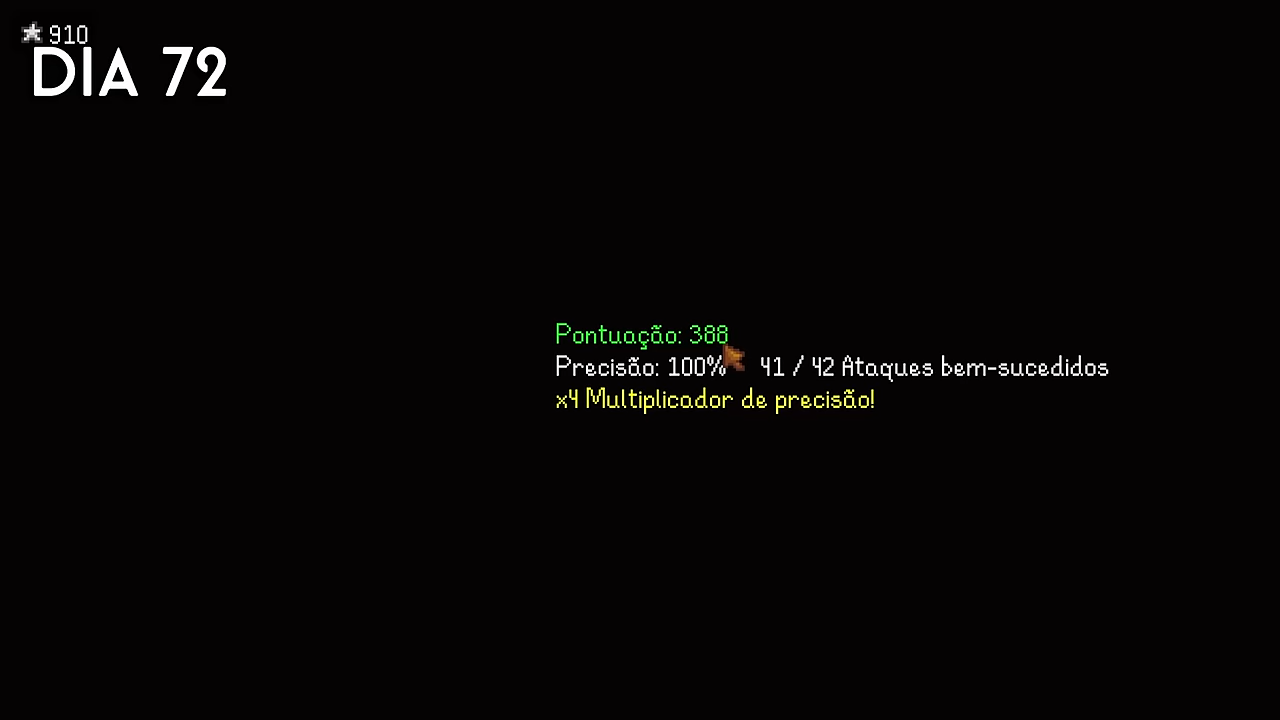 910
DIA 72
Pontuação: 388
Precisão: 100% 41 / 42 Ataques bem-sucedidos
x4 Multiplicador de precisão!